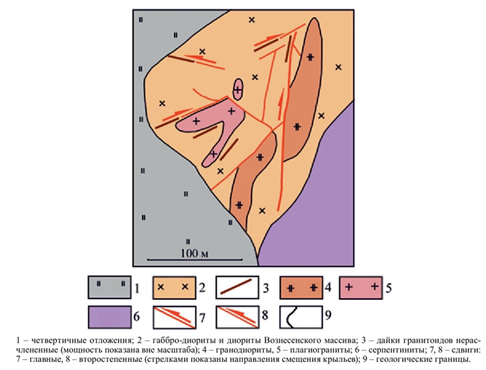 100 м
1 2 3 4 5
6 7 8 9
1 – четвертичные отложения; 2 – габбро-диориты и диориты Вознесенского массива; 3 – дайки гранитоидов нерас-
члененные (мощность показана вне масштаба); 4 – гранодиориты, 5 – плагиограниты; 6 – серпентиниты; 7, 8 – сдвиги:
7 – главные, 8 – второстепенные (стрелками показаны направления смещения крыльев); 9 – геологические границы.